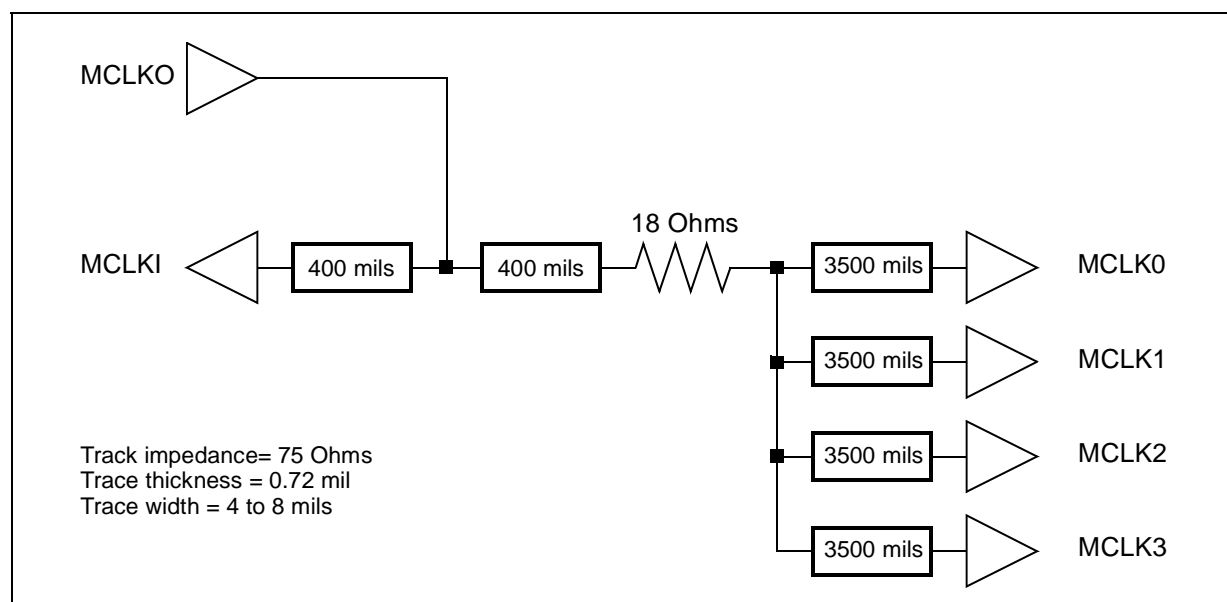 MCLKO
18 Ohms
MCLKI
400 mils
400 mils
3500 mils
MCLK0
3500 mils
MCLK1
3500 mils
MCLK2
3500 mils
MCLK3
Track impedance= 75 Ohms
Trace thickness = 0.72 mil
Trace width = 4 to 8 mils